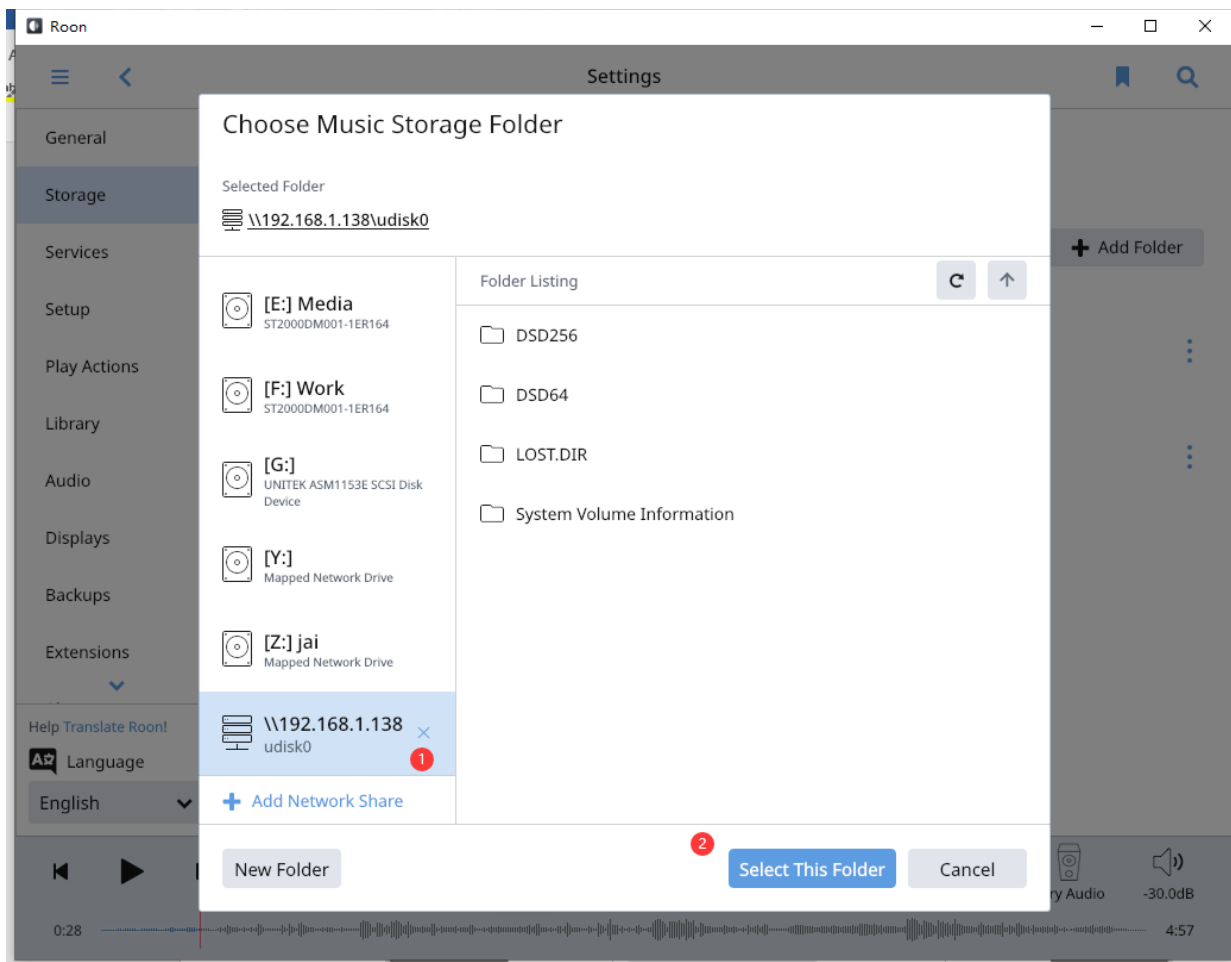 Roon
Settings
General
Storage
Services
Setup
Play Actions
Library
Audio
Displays
Backups
Extensions
Help Translate Roon!
Language
English
Choose Music Storage Folder
Selected Folder
\\192.168.1.138\udisk0
[E:] Media
ST2000DM001-1ER164
[F:] Work
ST2000DM001-1ER164
[G:]
UNITEK ASM1153E SCSI Disk
Device
[Y:]
Mapped Network Drive
[Z:] jai
Mapped Network Drive
\\192.168.1.138
udisk0
1
Add Network Share
Folder Listing
DSD256
DSD64
LOST.DIR
System Volume Information
Add Folder
New Folder
2
Select This Folder
Cancel
ry Audio
-30.0dB
0:28
4:57